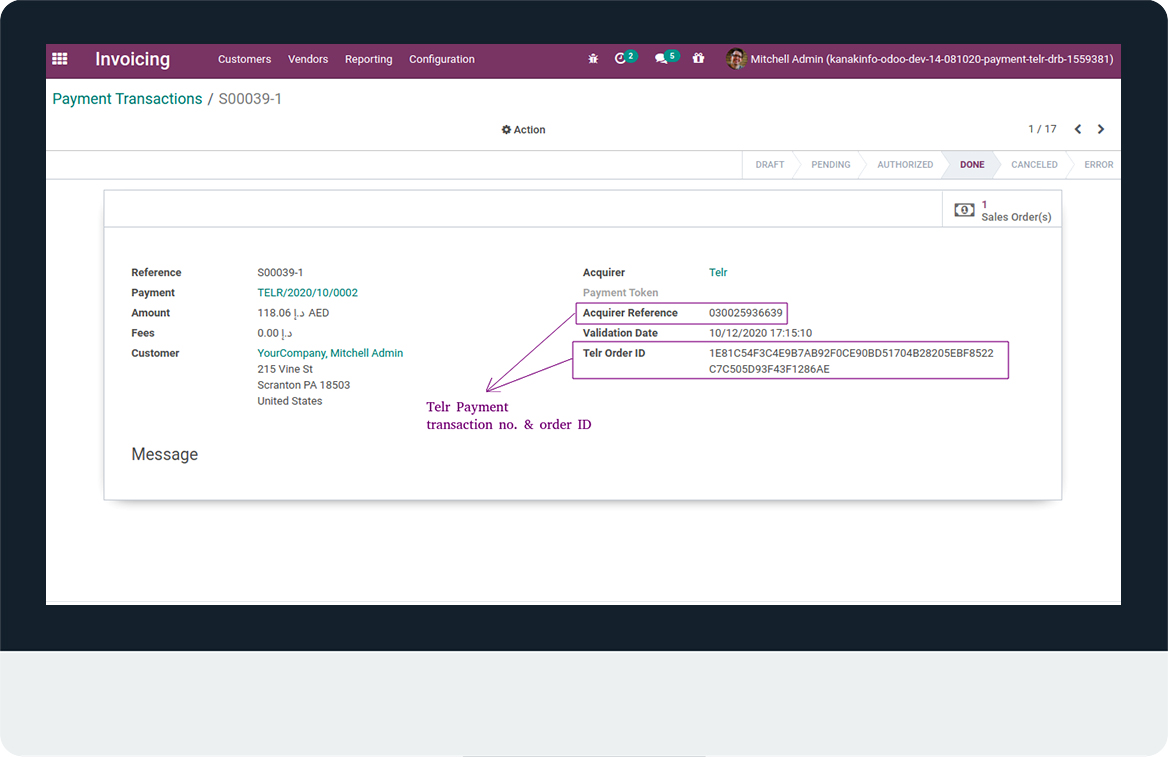 Invoicing Customers Vendors Reporting Configuration 2 5 Mitchell Admin (kanakinfo-odoo-dev-14-081020-payment-telr-drb-1559381)
Payment Transactions / S00039-1
Action 1 / 17
DRAFT PENDING AUTHORIZED DONE CANCELED ERROR
1
Sales Order(s)
Reference S00039-1 Acquirer Telr
Payment TELR/2020/10/0002 Payment Token
Amount 118.06 د.إ AED Acquirer Reference 030025936639
Fees 0.00 د.إ Validation Date 10/12/2020 17:15:10
Customer YourCompany, Mitchell Admin Telr Order ID 1E81C54F3C4E9B7AB92F0CE90BD51704B28205EBF8522
215 Vine St C7C505D93F43F1286AE
Scranton PA 18503
United States
Telr Payment
transaction no. & order ID
Message